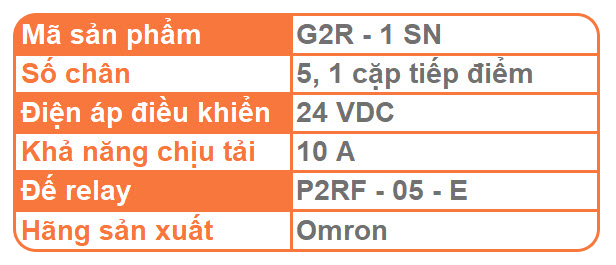 Mã sản phẩm G2R - 1 SN
Số chân 5, 1 cặp tiếp điểm
Điện áp điều khiển 24 VDC
Khả năng chịu tải 10 A
Đế relay P2RF - 05 - E
Hãng sản xuất Omron